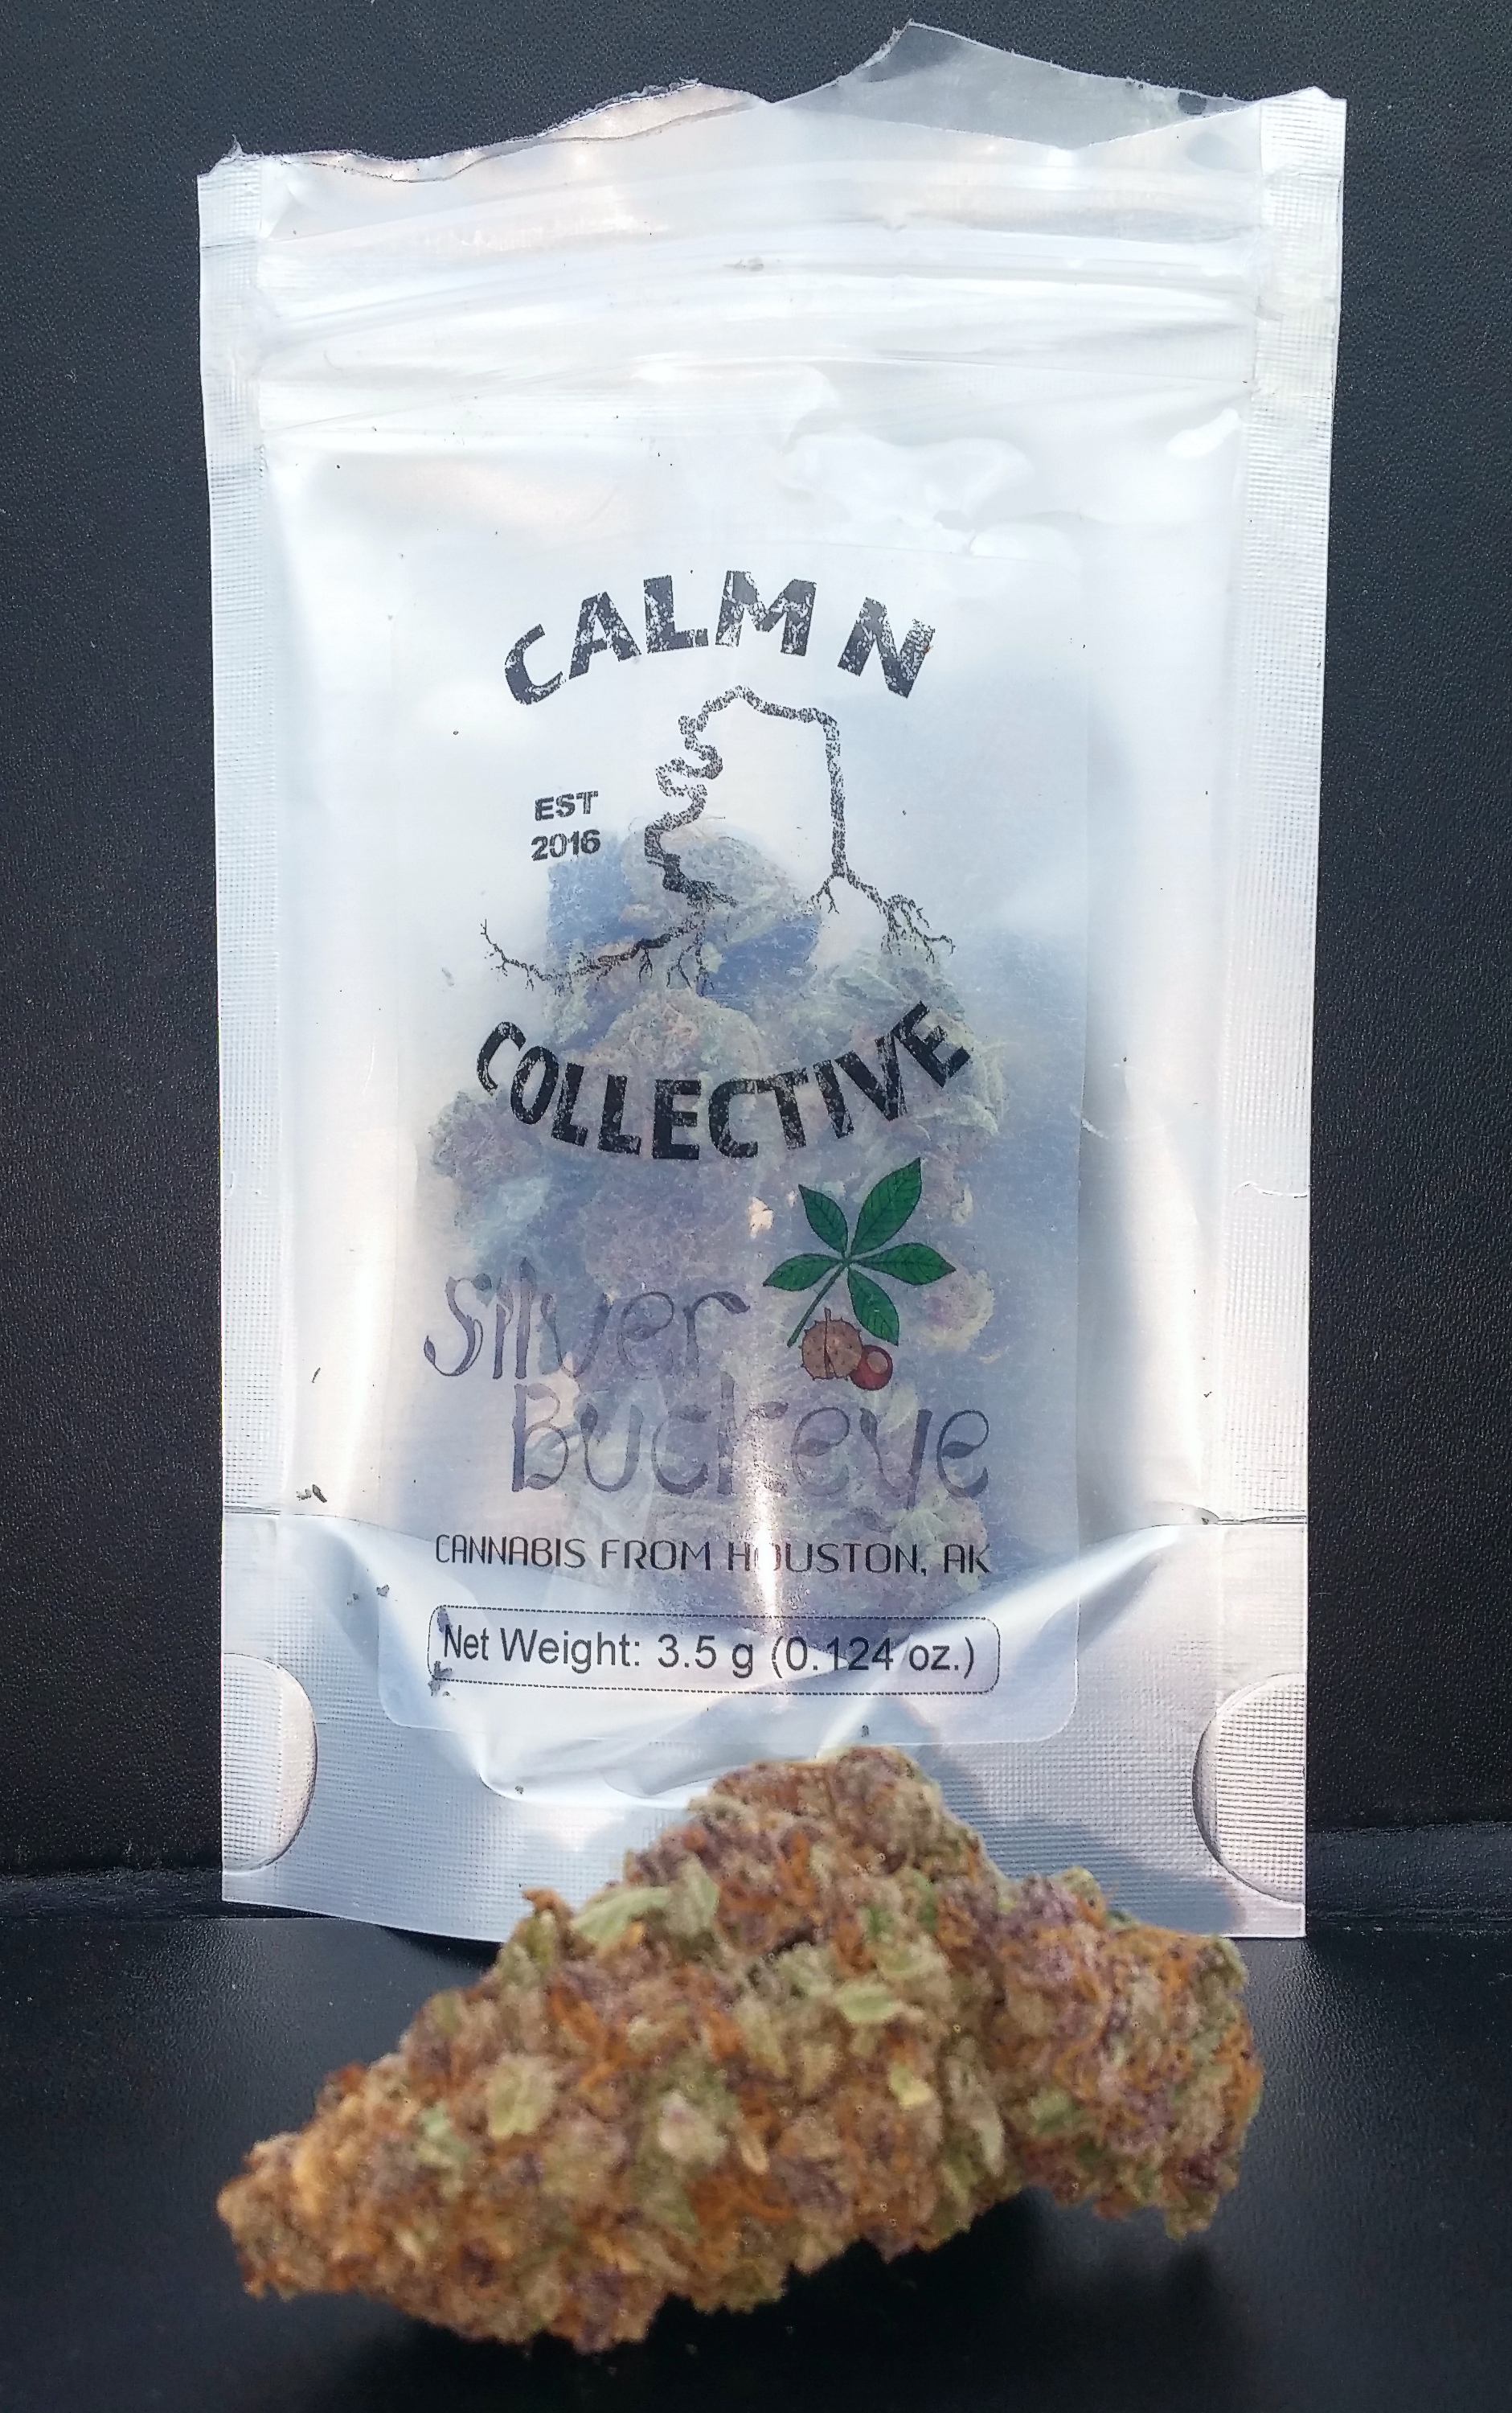 CALM N
EST
2016
COLLECTIVE
Silver
Buckeye
CANNABIS FROM HOUSTON, AK
Net Weight: 3.5 g (0.124 oz.)